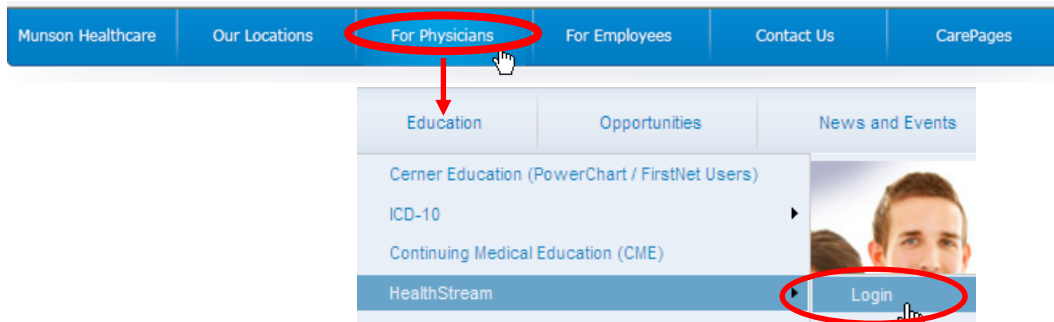 Munson Healthcare Our Locations For Physicians For Employees Contact Us CarePages
Education Opportunities News and Events
Cerner Education (PowerChart / FirstNet Users)
ICD-10
Continuing Medical Education (CME)
HealthStream Login